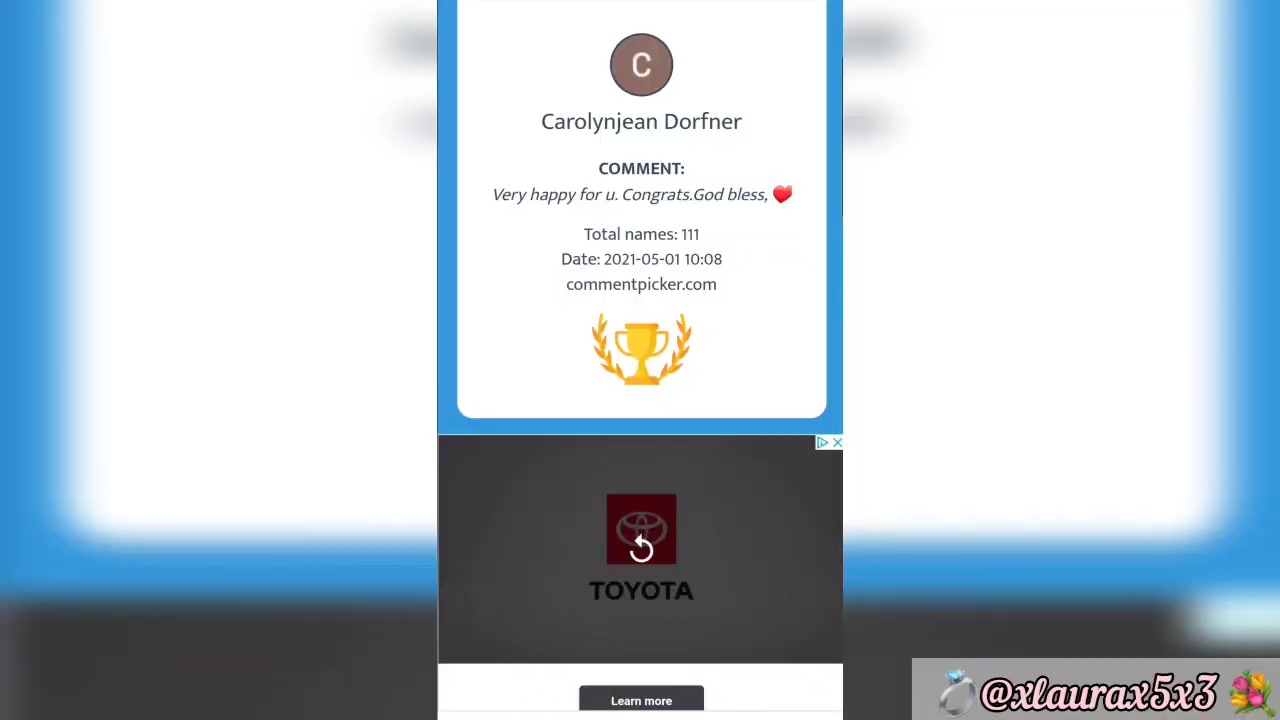 C
Carolynjean Dorfner
COMMENT:
Very happy for u. Congrats.God bless, ❤️
Total names: 111
Date: 2021-05-01 10:08
commentpicker.com
TOYOTA
Learn more
@xlaurax5x3